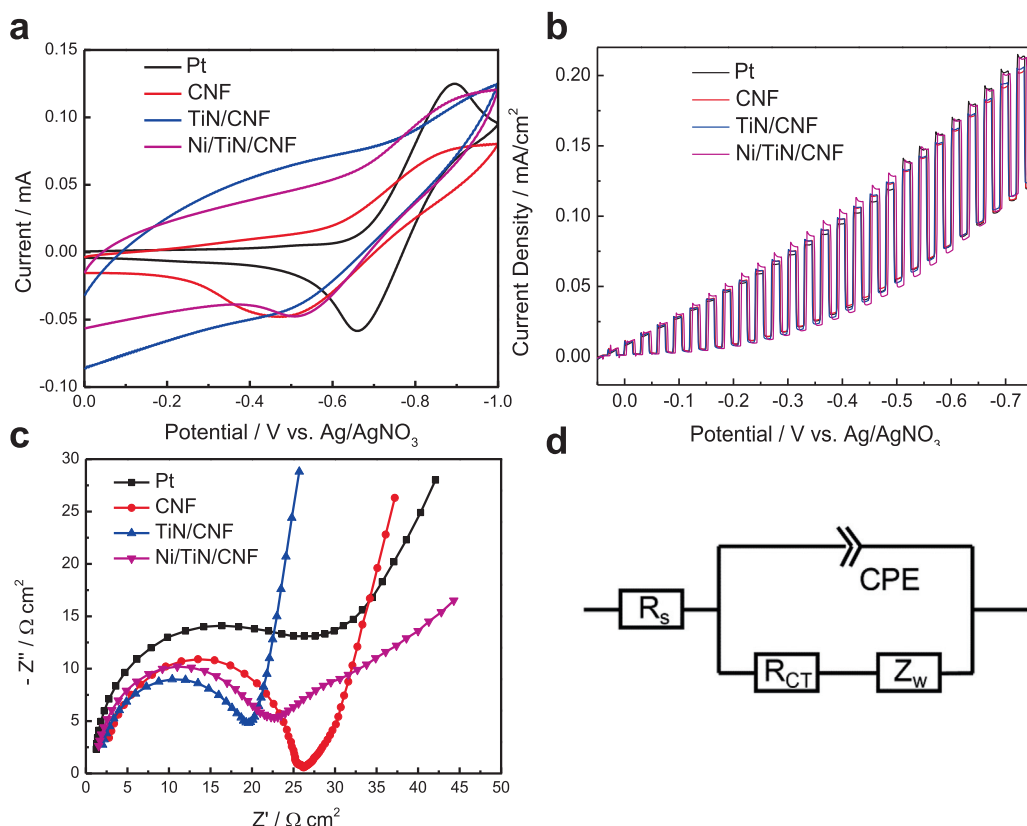 a
0.15
0.10
0.05
0.00
-0.05
-0.10
Current / mA
Pt
CNF
TiN/CNF
Ni/TiN/CNF
0.0 -0.2 -0.4 -0.6 -0.8 -1.0
Potential / V vs. Ag/AgNO₃
b
0.20
0.15
0.10
0.05
0.00
Current Density / mA/cm²
Pt
CNF
TiN/CNF
Ni/TiN/CNF
0.0 -0.1 -0.2 -0.3 -0.4 -0.5 -0.6 -0.7
Potential / V vs. Ag/AgNO₃
c
30
25
20
15
10
5
0
- Z'' / Ω cm²
Pt
CNF
TiN/CNF
Ni/TiN/CNF
0 5 10 15 20 25 30 35 40 45 50
Z' / Ω cm²
d
CPE
Rₛ
R_CT Z_w